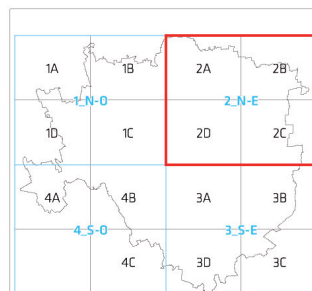 1A 1B 2A 2B
1_N-O 2_N-E
1D 1C 2D 2C
4A 4B 3A 3B
4_S-O 3_S-E
4C 3D 3C